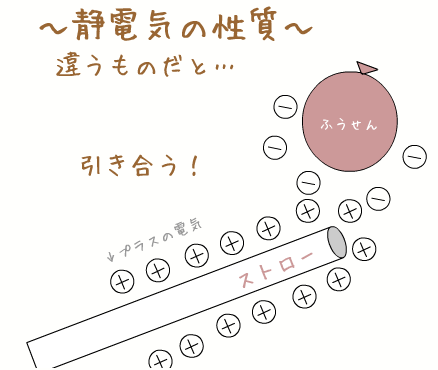 ～静電気の性質～
違うものだと…
ふうせん
引き合う！
↓プラスの電気
ストロー